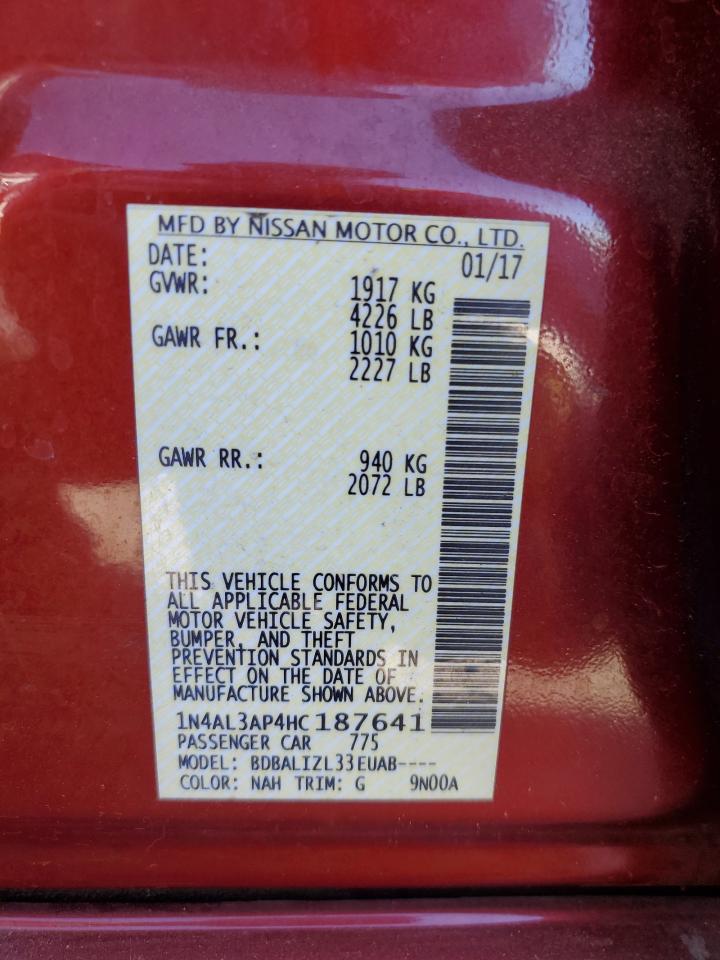 MFD BY NISSAN MOTOR CO., LTD.
DATE: 01/17
GVWR: 1917 KG
4226 LB
GAWR FR.: 1010 KG
2227 LB
GAWR RR.: 940 KG
2072 LB
THIS VEHICLE CONFORMS TO
ALL APPLICABLE FEDERAL
MOTOR VEHICLE SAFETY,
BUMPER, AND THEFT
PREVENTION STANDARDS IN
EFFECT ON THE DATE OF
MANUFACTURE SHOWN ABOVE.
1N4AL3AP4HC187641
PASSENGER CAR 775
MODEL: BDBALIZL33EUAB----
COLOR: NAH TRIM: G 9N00A